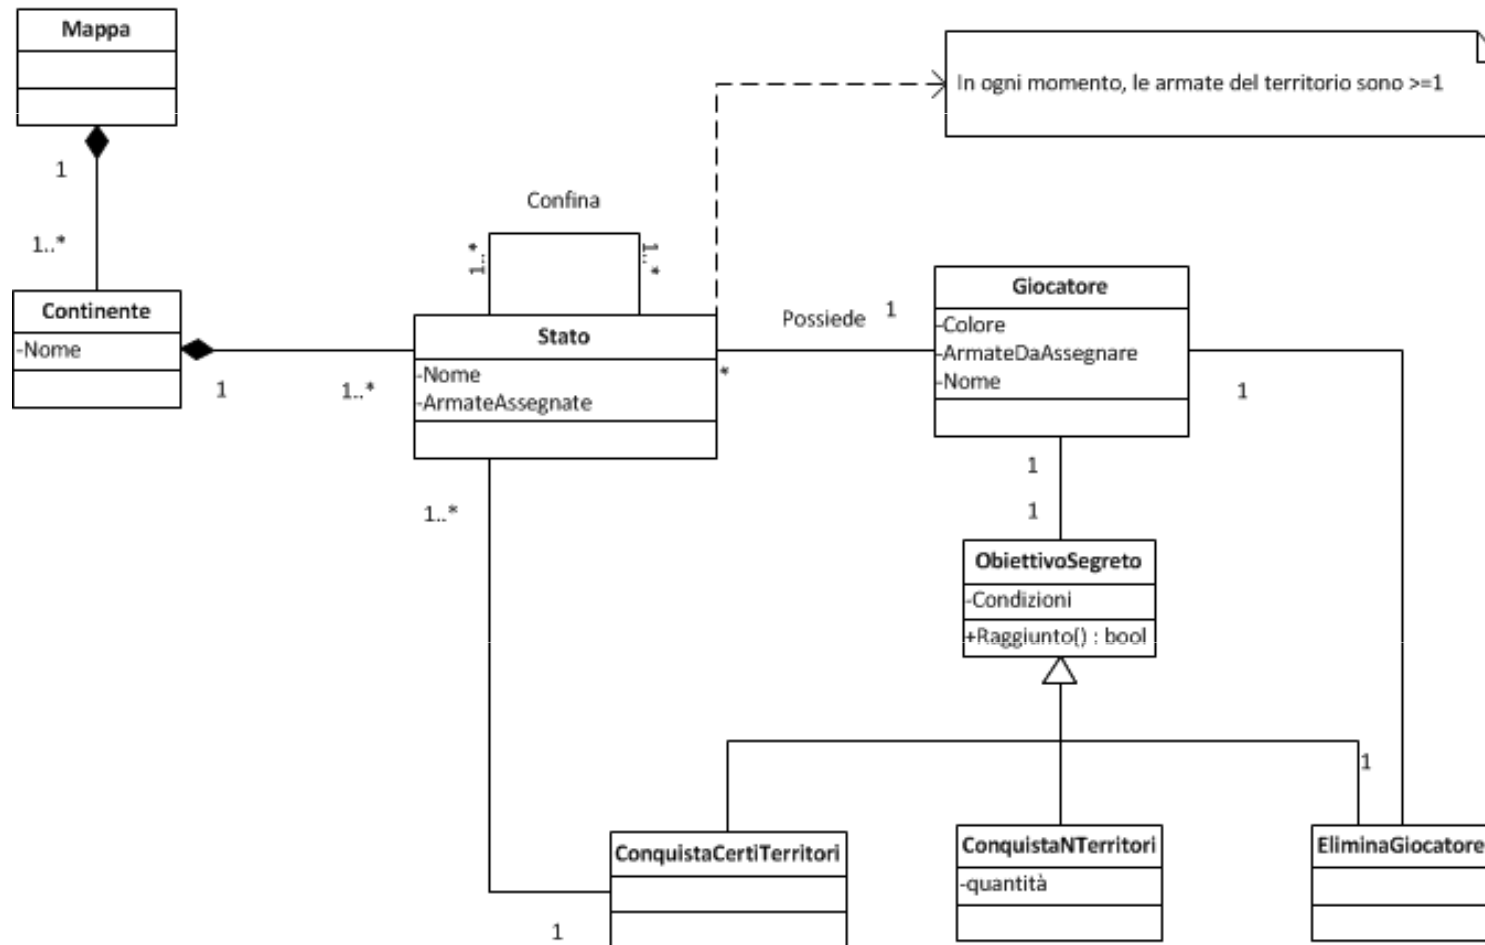 Mappa
In ogni momento, le armate del territorio sono >=1
1
Confina
1..*
1..*
1..*
Continente
-Nome
Giocatore
-Colore
-ArmateDaAssegnare
-Nome
Possiede
1
Stato
-Nome
-ArmateAssegnate
*
1
1..*
1
1
1
1..*
ObiettivoSegreto
-Condizioni
+Raggiunto() : bool
1
ConquistaCertiTerritori
ConquistaNTerritori
-quantità
EliminaGiocatore
1